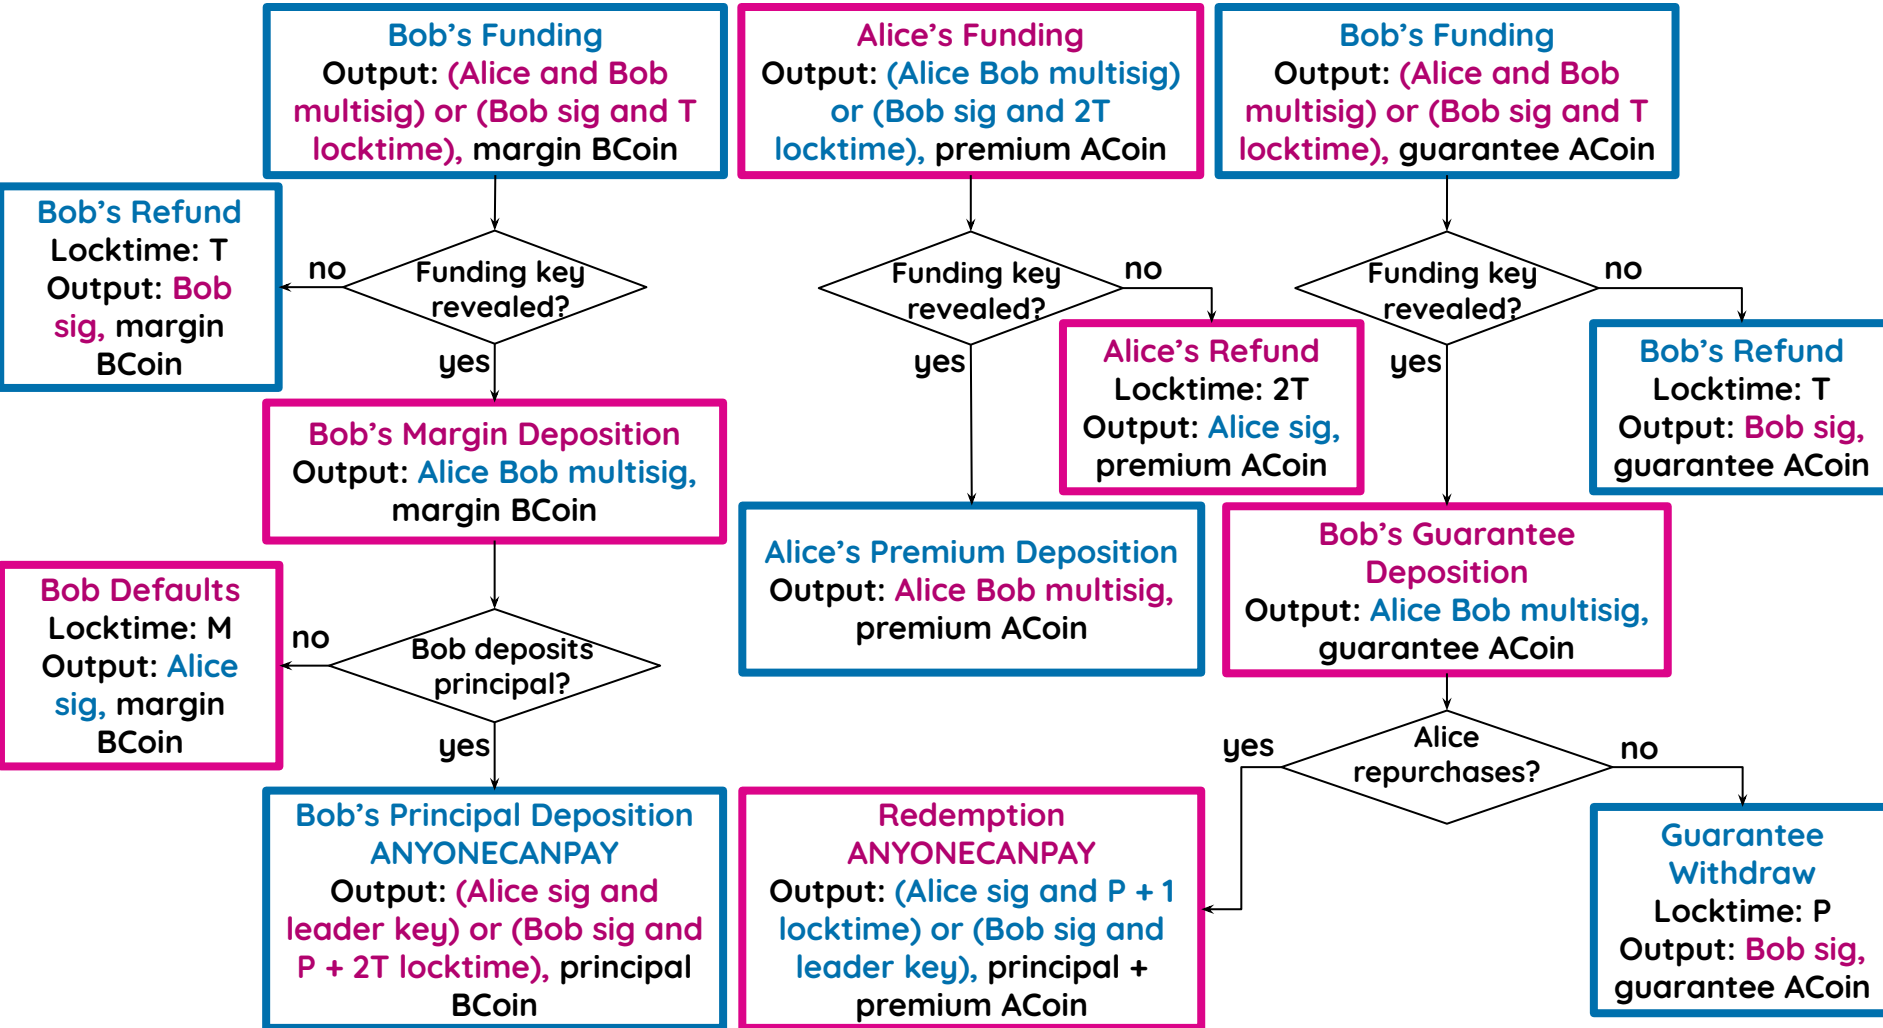 Bob's Funding
Output: (Alice and Bob
multisig) or (Bob sig and T
locktime), margin BCoin
Alice's Funding
Output: (Alice Bob multisig)
or (Bob sig and 2T
locktime), premium ACoin
Bob's Funding
Output: (Alice and Bob
multisig) or (Bob sig and T
locktime), guarantee ACoin
Bob's Refund
Locktime: T
Output: Bob
sig, margin
BCoin
no
Funding key
revealed?
yes
Funding key
revealed?
no
yes
Alice's Refund
Locktime: 2T
Output: Alice sig,
premium ACoin
Funding key
revealed?
no
yes
Bob's Refund
Locktime: T
Output: Bob sig,
guarantee ACoin
Bob's Margin Deposition
Output: Alice Bob multisig,
margin BCoin
Alice's Premium Deposition
Output: Alice Bob multisig,
premium ACoin
Bob's Guarantee
Deposition
Output: Alice Bob multisig,
guarantee ACoin
Bob Defaults
Locktime: M
Output: Alice
sig, margin
BCoin
no
Bob deposits
principal?
yes
yes
Alice
repurchases?
no
Bob's Principal Deposition
ANYONECANPAY
Output: (Alice sig and
leader key) or (Bob sig and
P + 2T locktime), principal
BCoin
Redemption
ANYONECANPAY
Output: (Alice sig and P + 1
locktime) or (Bob sig and
leader key), principal +
premium ACoin
Guarantee
Withdraw
Locktime: P
Output: Bob sig,
guarantee ACoin